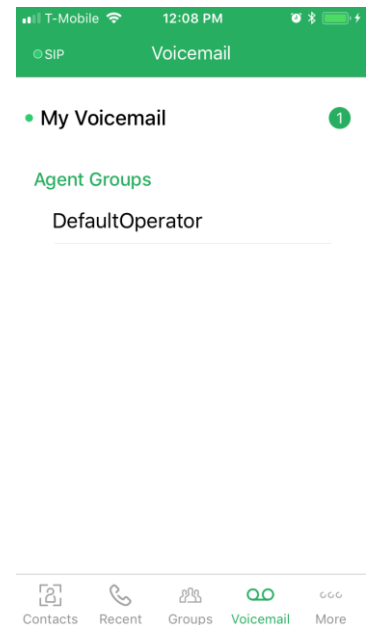 T-Mobile 12:08 PM
SIP Voicemail
My Voicemail 1
Agent Groups
DefaultOperator
Contacts Recent Groups Voicemail More